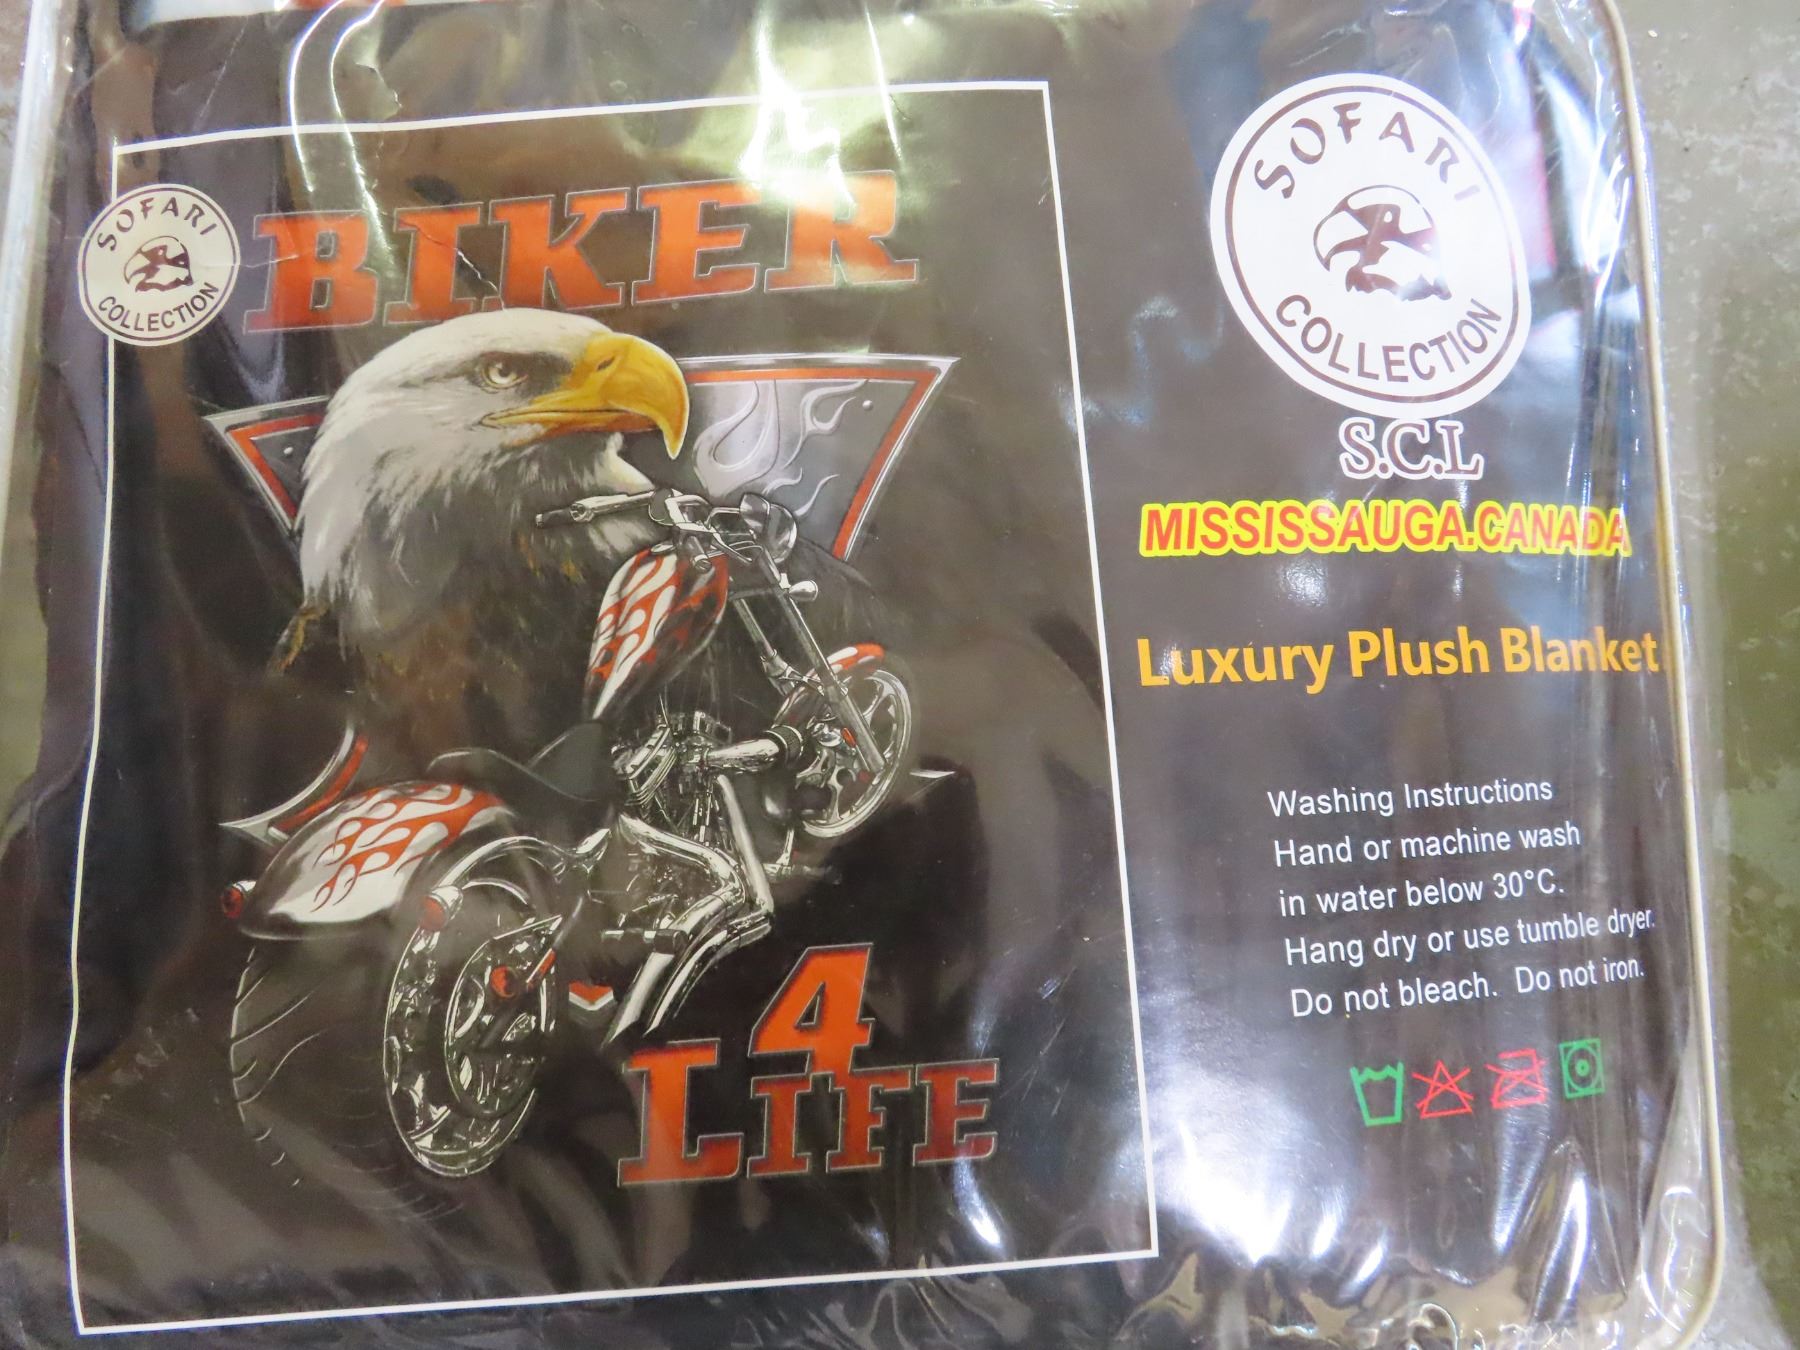 SOFARI
COLLECTION
BIKER
4
LIFE
SOFARI
COLLECTION
S.C.L
MISSISSAUGA.CANADA
Luxury Plush Blanket
Washing Instructions
Hand or machine wash
in water below 30°C.
Hang dry or use tumble dryer.
Do not bleach. Do not iron.